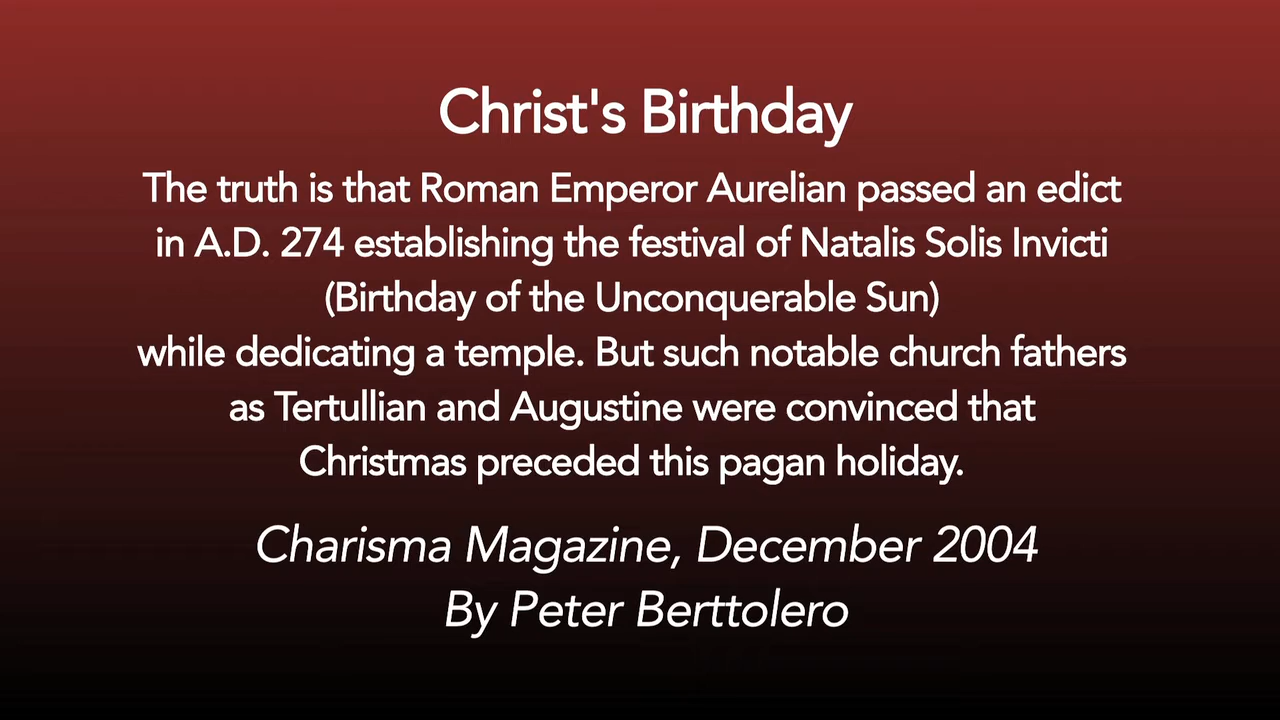 Christ's Birthday
The truth is that Roman Emperor Aurelian passed an edict
in A.D. 274 establishing the festival of Natalis Solis Invicti
(Birthday of the Unconquerable Sun)
while dedicating a temple. But such notable church fathers
as Tertullian and Augustine were convinced that
Christmas preceded this pagan holiday.
Charisma Magazine, December 2004
By Peter Berttolero